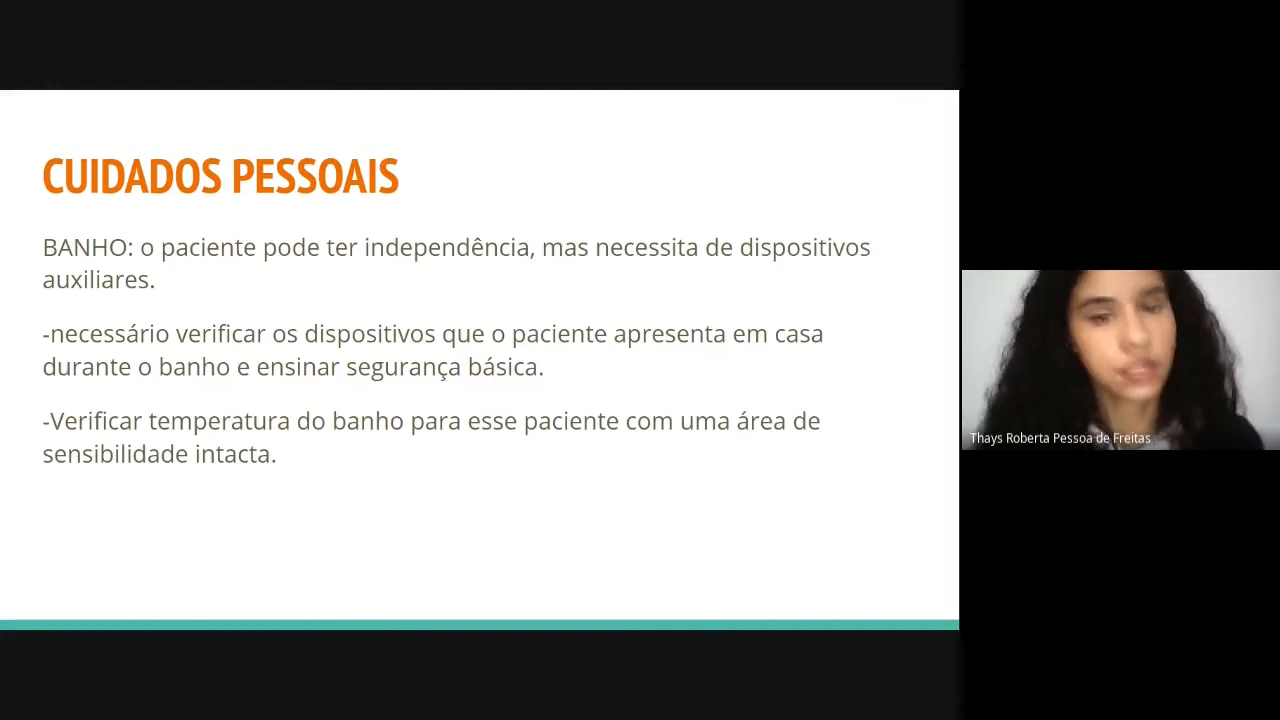 CUIDADOS PESSOAIS
BANHO: o paciente pode ter independência, mas necessita de dispositivos
auxiliares.
-necessário verificar os dispositivos que o paciente apresenta em casa
durante o banho e ensinar segurança básica.
-Verificar temperatura do banho para esse paciente com uma área de
sensibilidade intacta.
Thays Roberta Pessoa de Freitas